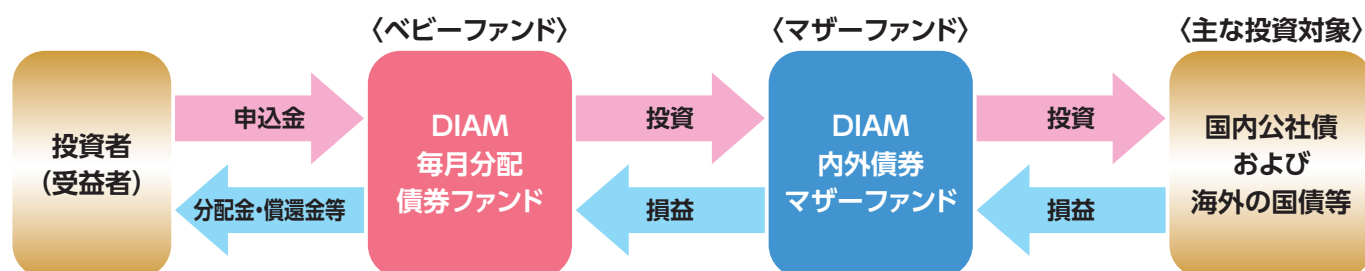 〈ベビーファンド〉
〈マザーファンド〉
〈主な投資対象〉
投資者
(受益者)
申込金
分配金・償還金等
DIAM
毎月分配
債券ファンド
投資
損益
DIAM
内外債券
マザーファンド
投資
損益
国内公社債
および
海外の国債等